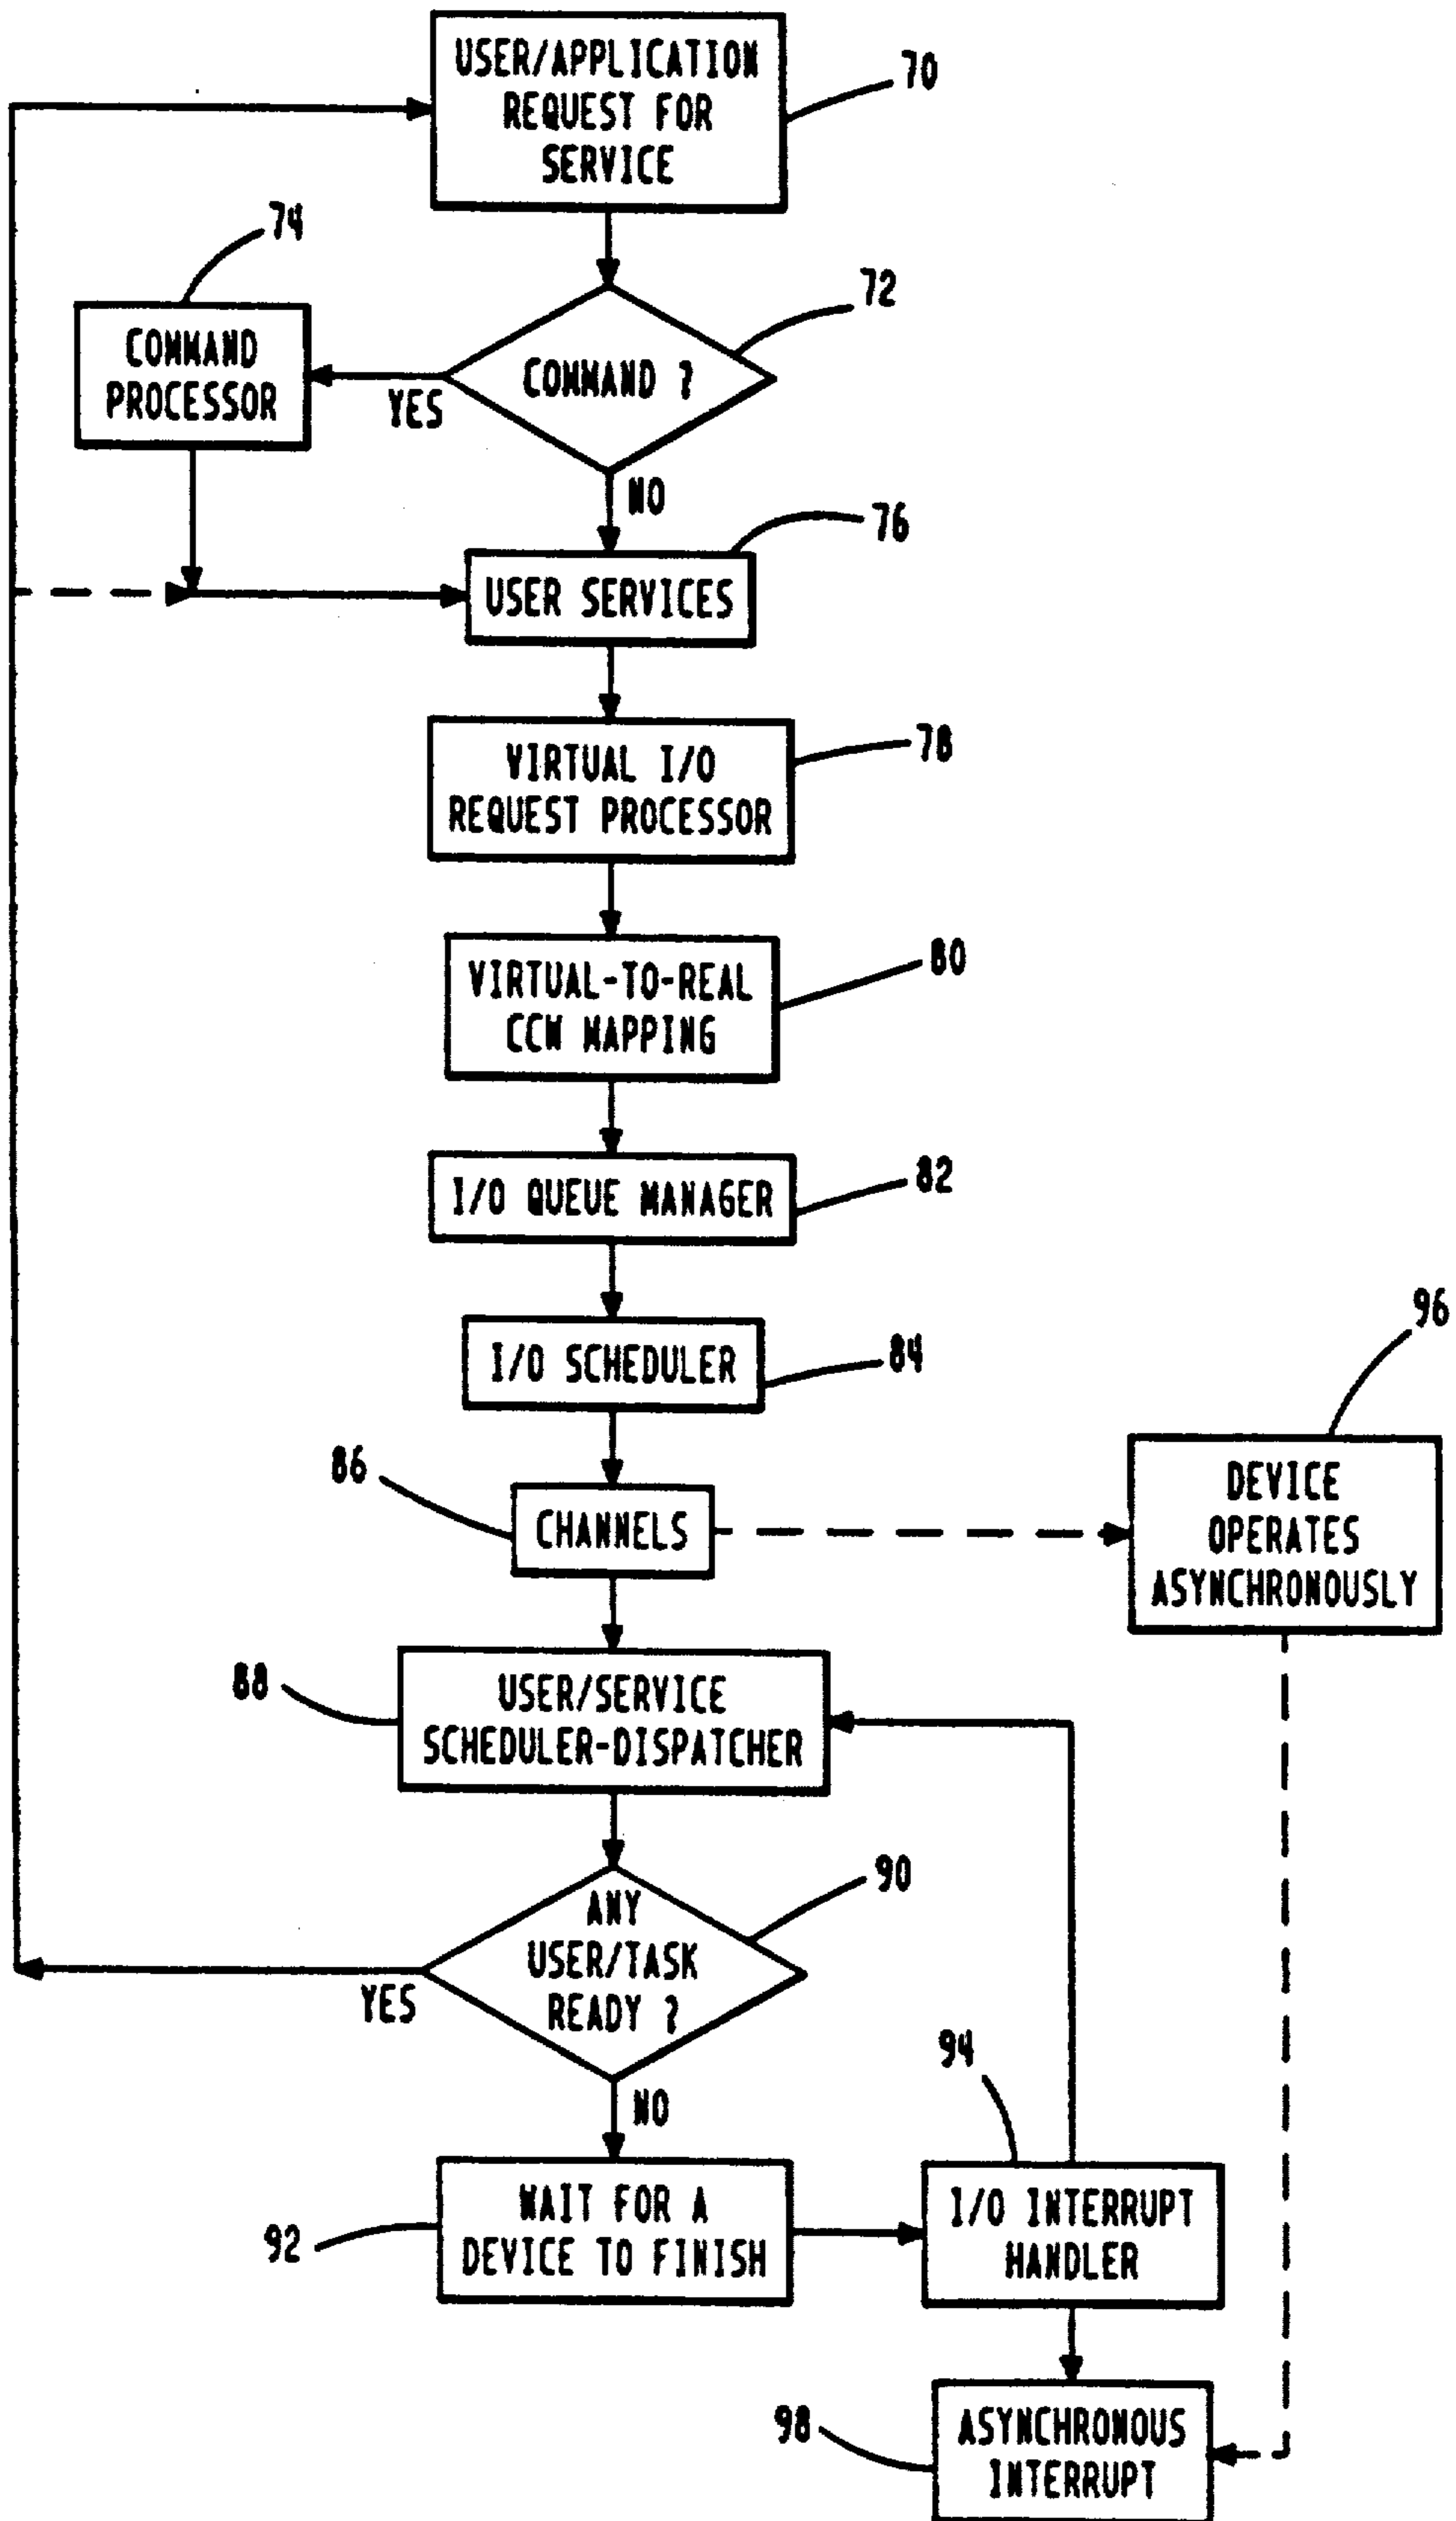 USER/APPLICATION
REQUEST FOR
SERVICE
70
74
72
COMMAND
PROCESSOR
YES
COMMAND ?
NO
76
USER SERVICES
78
VIRTUAL I/O
REQUEST PROCESSOR
80
VIRTUAL-TO-REAL
CCW MAPPING
82
I/O QUEUE MANAGER
84
I/O SCHEDULER
96
86
CHANNELS
DEVICE
OPERATES
ASYNCHRONOUSLY
88
USER/SERVICE
SCHEDULER-DISPATCHER
90
ANY
USER/TASK
READY ?
YES
NO
94
92
WAIT FOR A
DEVICE TO FINISH
I/O INTERRUPT
HANDLER
98
ASYNCHRONOUS
INTERRUPT